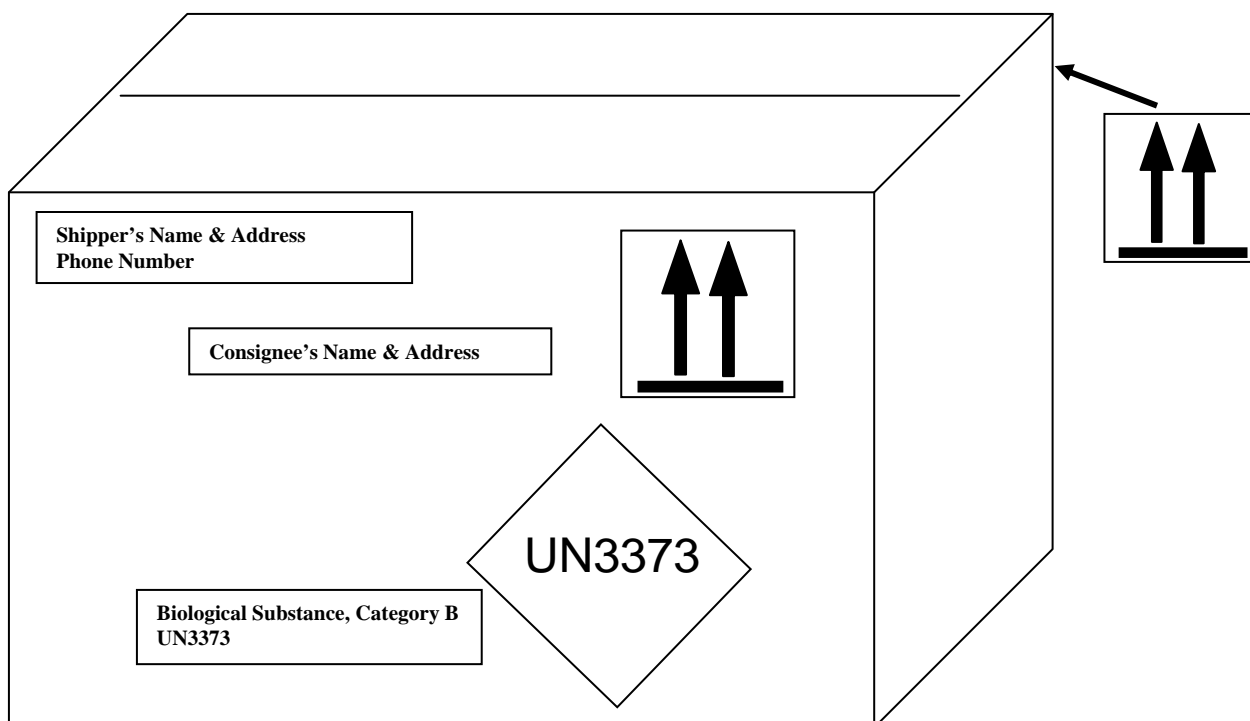 Shipper’s Name & Address
Phone Number
Consignee’s Name & Address
UN3373
Biological Substance, Category B
UN3373